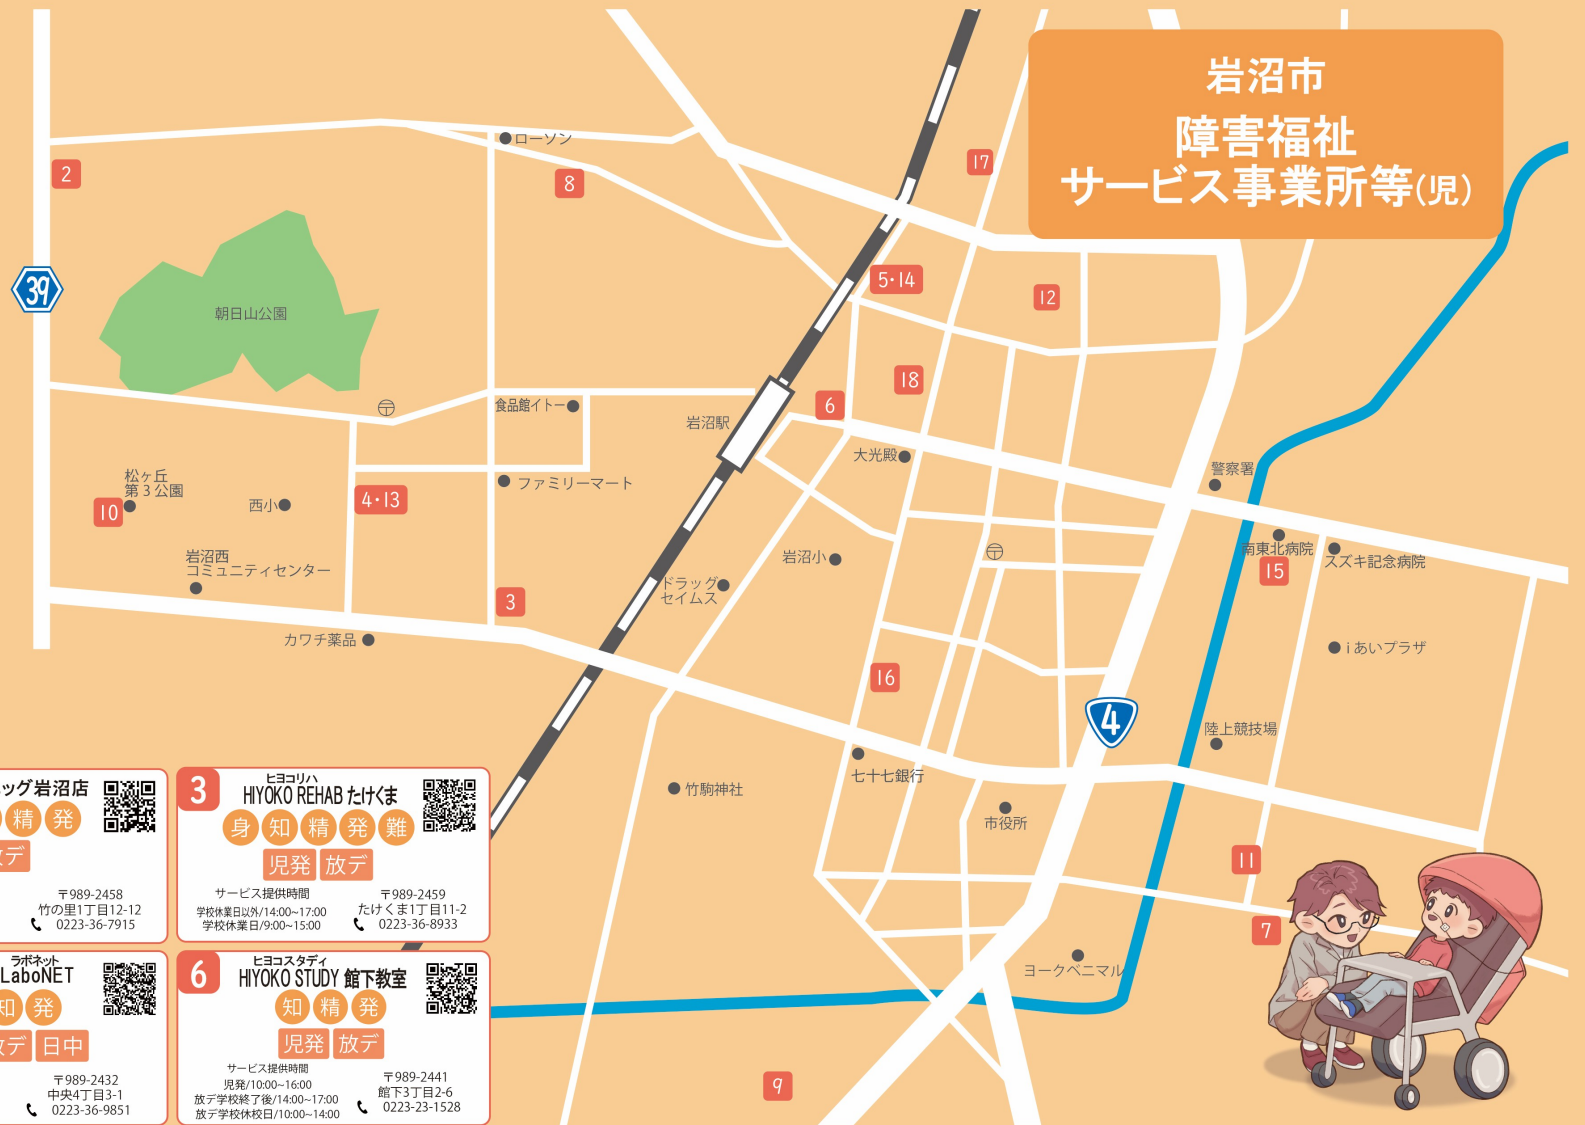 岩沼市
障害福祉
サービス事業所等(児)
ローソン
2
8
17
39
5・14
12
朝日山公園
18
食品館イトー
6
岩沼駅
大光殿
警察署
松ヶ丘
第3公園
10
西小
4・13
ファミリーマート
岩沼西
コミュニティセンター
岩沼小
南東北病院
スズキ記念病院
15
ドラッグ
セイムス
3
カワチ薬品
iあいプラザ
16
4
陸上競技場
七十七銀行
竹駒神社
市役所
11
7
ヨークベニマル
9
ッグ岩沼店
精 発
デ
〒989-2458
竹の里1丁目12-12
0223-36-7915
3
ヒヨコリハ
HIYOKO REHAB たけくま
身 知 精 発 難
児発 放デ
サービス提供時間
学校休業日以外/14:00~17:00
学校休業日/9:00~15:00
〒989-2459
たけくま1丁目11-2
0223-36-8933
ラボネット
LaboNET
知 発
デ 日中
〒989-2432
中央4丁目3-1
0223-36-9851
6
ヒヨコスタディ
HIYOKO STUDY 館下教室
知 精 発
児発 放デ
サービス提供時間
児発/10:00~16:00
放デ学校終了後/14:00~17:00
放デ学校休校日/10:00~14:00
〒989-2441
館下3丁目2-6
0223-23-1528